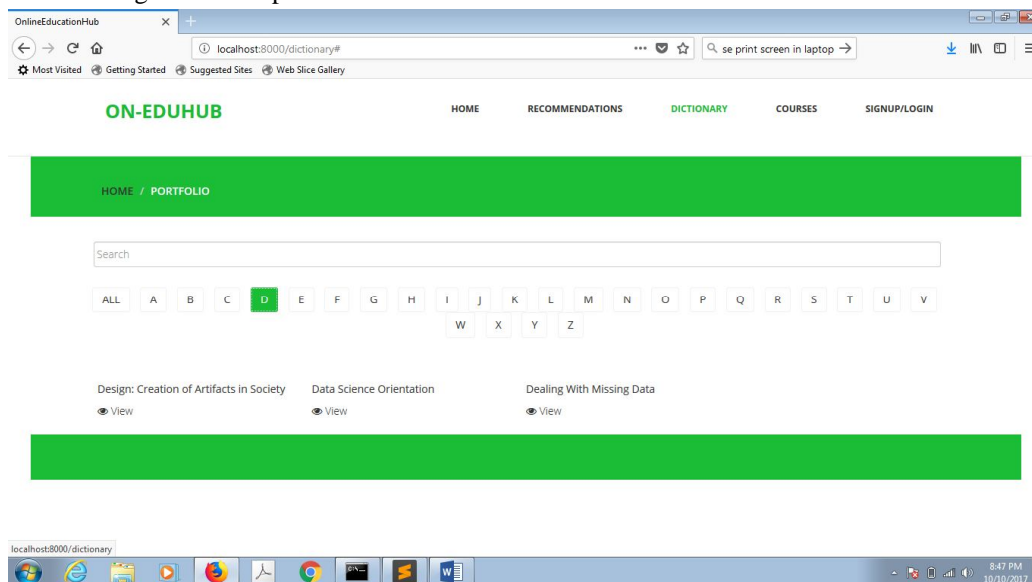 OnlineEducationHub
localhost:8000/dictionary#
se print screen in laptop
Most Visited Getting Started Suggested Sites Web Slice Gallery
ON-EDUHUB
HOME RECOMMENDATIONS DICTIONARY COURSES SIGNUP/LOGIN
HOME / PORTFOLIO
Search
ALL A B C D E F G H I J K L M N O P Q R S T U V
W X Y Z
Design: Creation of Artifacts in Society Data Science Orientation Dealing With Missing Data
View View View
localhost:8000/dictionary
8:47 PM
10/10/2017